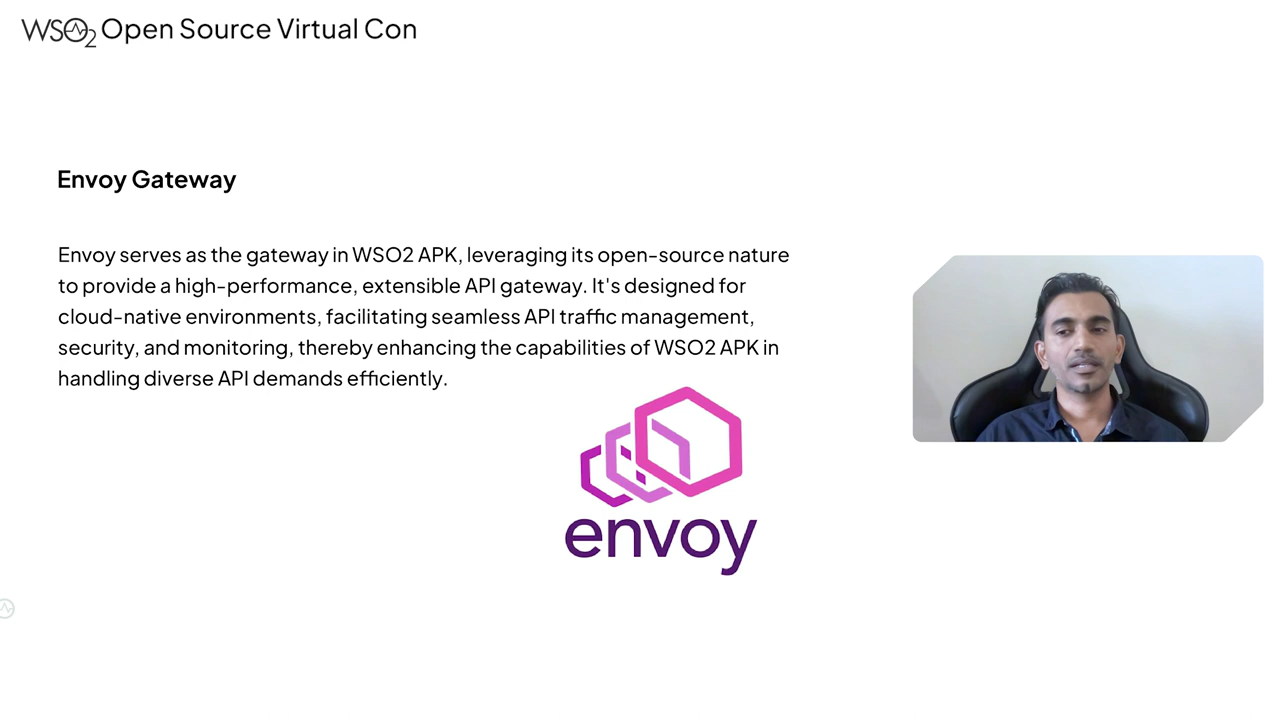 WSO2 Open Source Virtual Con
Envoy Gateway
Envoy serves as the gateway in WSO2 APK, leveraging its open-source nature
to provide a high-performance, extensible API gateway. It's designed for
cloud-native environments, facilitating seamless API traffic management,
security, and monitoring, thereby enhancing the capabilities of WSO2 APK in
handling diverse API demands efficiently.
envoy